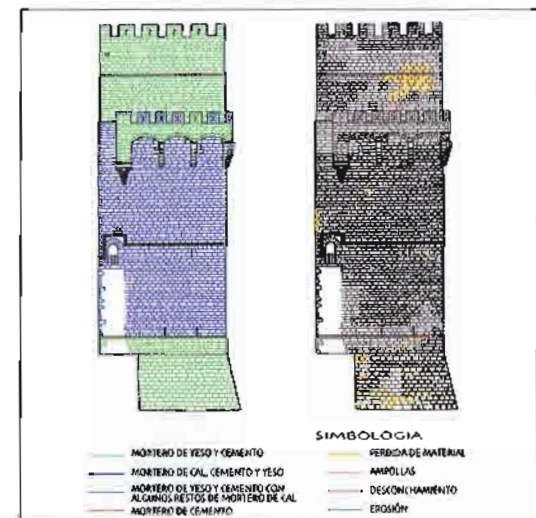 SIMBOLOGIA
MORTERO DE YESO Y CEMENTO
MORTERO DE CAL, CEMENTO Y YESO
MORTERO DE YESO Y CEMENTO CON
ALGUNOS RESTOS DE MORTERO DE CAL
MORTERO DE CEMENTO
PERDIDA DE MATERIAL
AMPOLLAS
DESCONCHAMIENTO
EROSIÓN